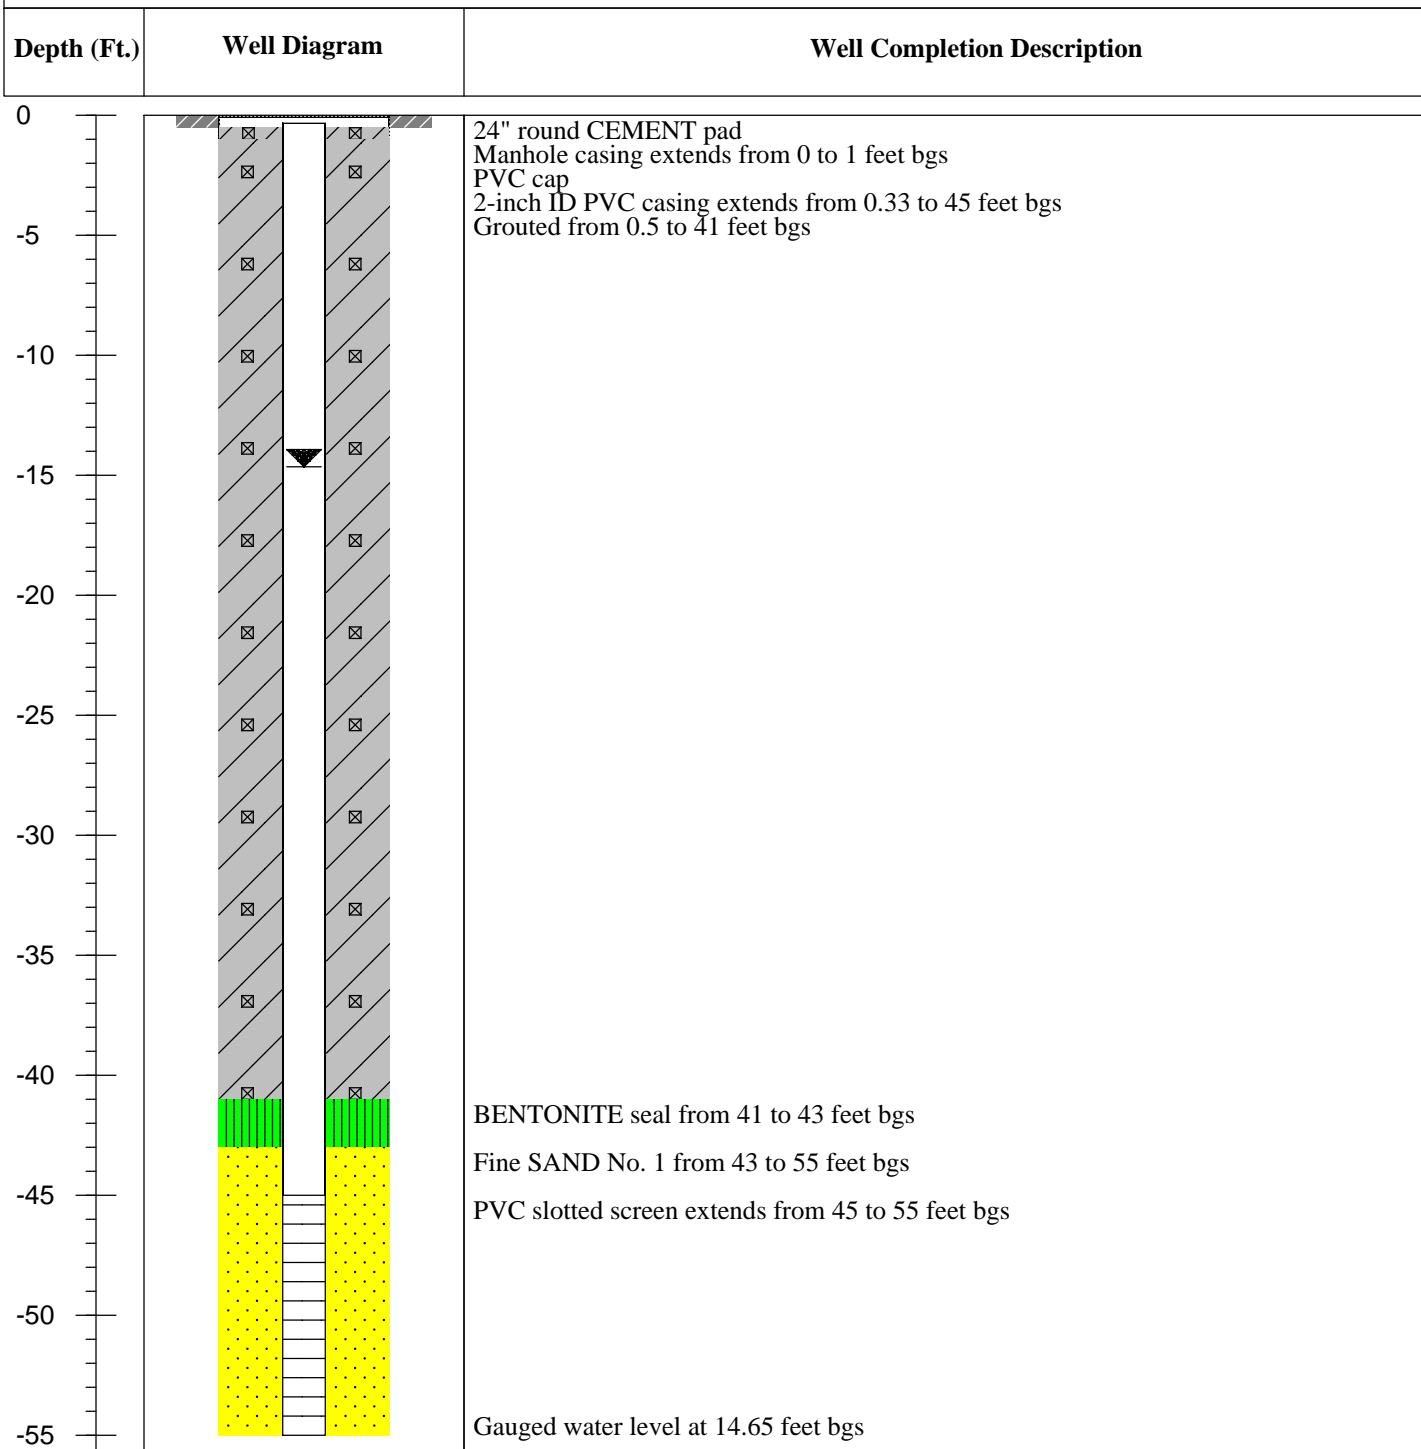 Depth (Ft.) Well Diagram Well Completion Description
0
24" round CEMENT pad
Manhole casing extends from 0 to 1 feet bgs
PVC cap
2-inch ID PVC casing extends from 0.33 to 45 feet bgs
Grouted from 0.5 to 41 feet bgs
-5
-10
-15
-20
-25
-30
-35
-40
BENTONITE seal from 41 to 43 feet bgs
Fine SAND No. 1 from 43 to 55 feet bgs
-45
PVC slotted screen extends from 45 to 55 feet bgs
-50
Gauged water level at 14.65 feet bgs
-55